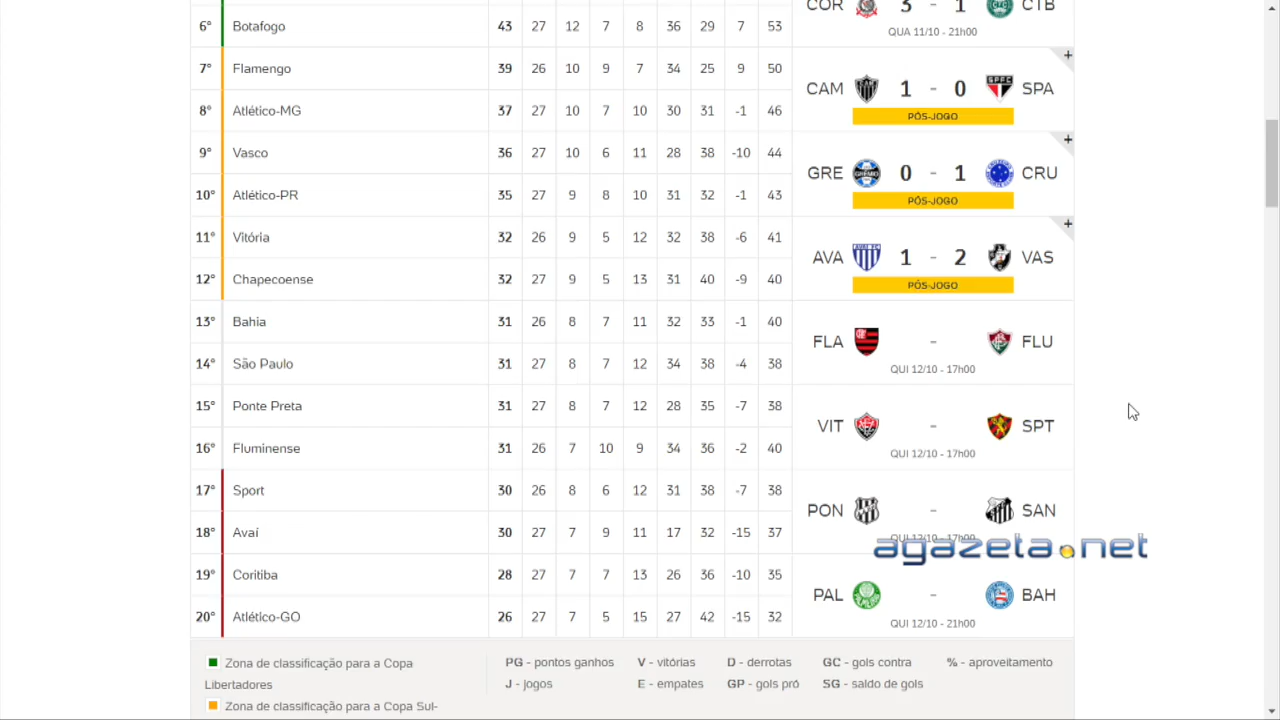 6º Botafogo 43 27 12 7 8 36 29 7 53
7º Flamengo 39 26 10 9 7 34 25 9 50
8º Atlético-MG 37 27 10 7 10 30 31 -1 46
9º Vasco 36 27 10 6 11 28 38 -10 44
10º Atlético-PR 35 27 9 8 10 31 32 -1 43
11º Vitória 32 26 9 5 12 32 38 -6 41
12º Chapecoense 32 27 9 5 13 31 40 -9 40
13º Bahia 31 26 8 7 11 32 33 -1 40
14º São Paulo 31 27 8 7 12 34 38 -4 38
15º Ponte Preta 31 27 8 7 12 28 35 -7 38
16º Fluminense 31 26 7 10 9 34 36 -2 40
17º Sport 30 26 8 6 12 31 38 -7 38
18º Avaí 30 27 7 9 11 17 32 -15 37
19º Coritiba 28 27 7 7 13 26 36 -10 35
20º Atlético-GO 26 27 7 5 15 27 42 -15 32
COR 3 - 1 CTB
QUA 11/10 - 21h00
+
CAM 1 - 0 SPA
PÓS-JOGO
+
GRE 0 - 1 CRU
PÓS-JOGO
+
AVA 1 - 2 VAS
PÓS-JOGO
FLA - FLU
QUI 12/10 - 17h00
VIT - SPT
QUI 12/10 - 17h00
PON - SAN
QUI 12/10 - 17h00
agazeta.net
PAL - BAH
QUI 12/10 - 21h00
Zona de classificação para a Copa
Libertadores
Zona de classificação para a Copa Sul-
PG - pontos ganhos V - vitórias D - derrotas GC - gols contra % - aproveitamento
J - jogos E - empates GP - gols pró SG - saldo de gols